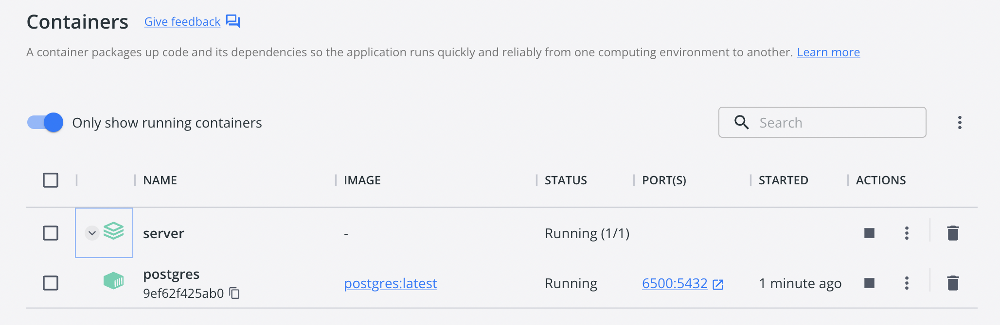 Containers Give feedback
A container packages up code and its dependencies so the application runs quickly and reliably from one computing environment to another. Learn more
Only show running containers Search
NAME IMAGE STATUS PORT(S) STARTED ACTIONS
server - Running (1/1)
postgres
9ef62f425ab0 postgres:latest Running 6500:5432 1 minute ago